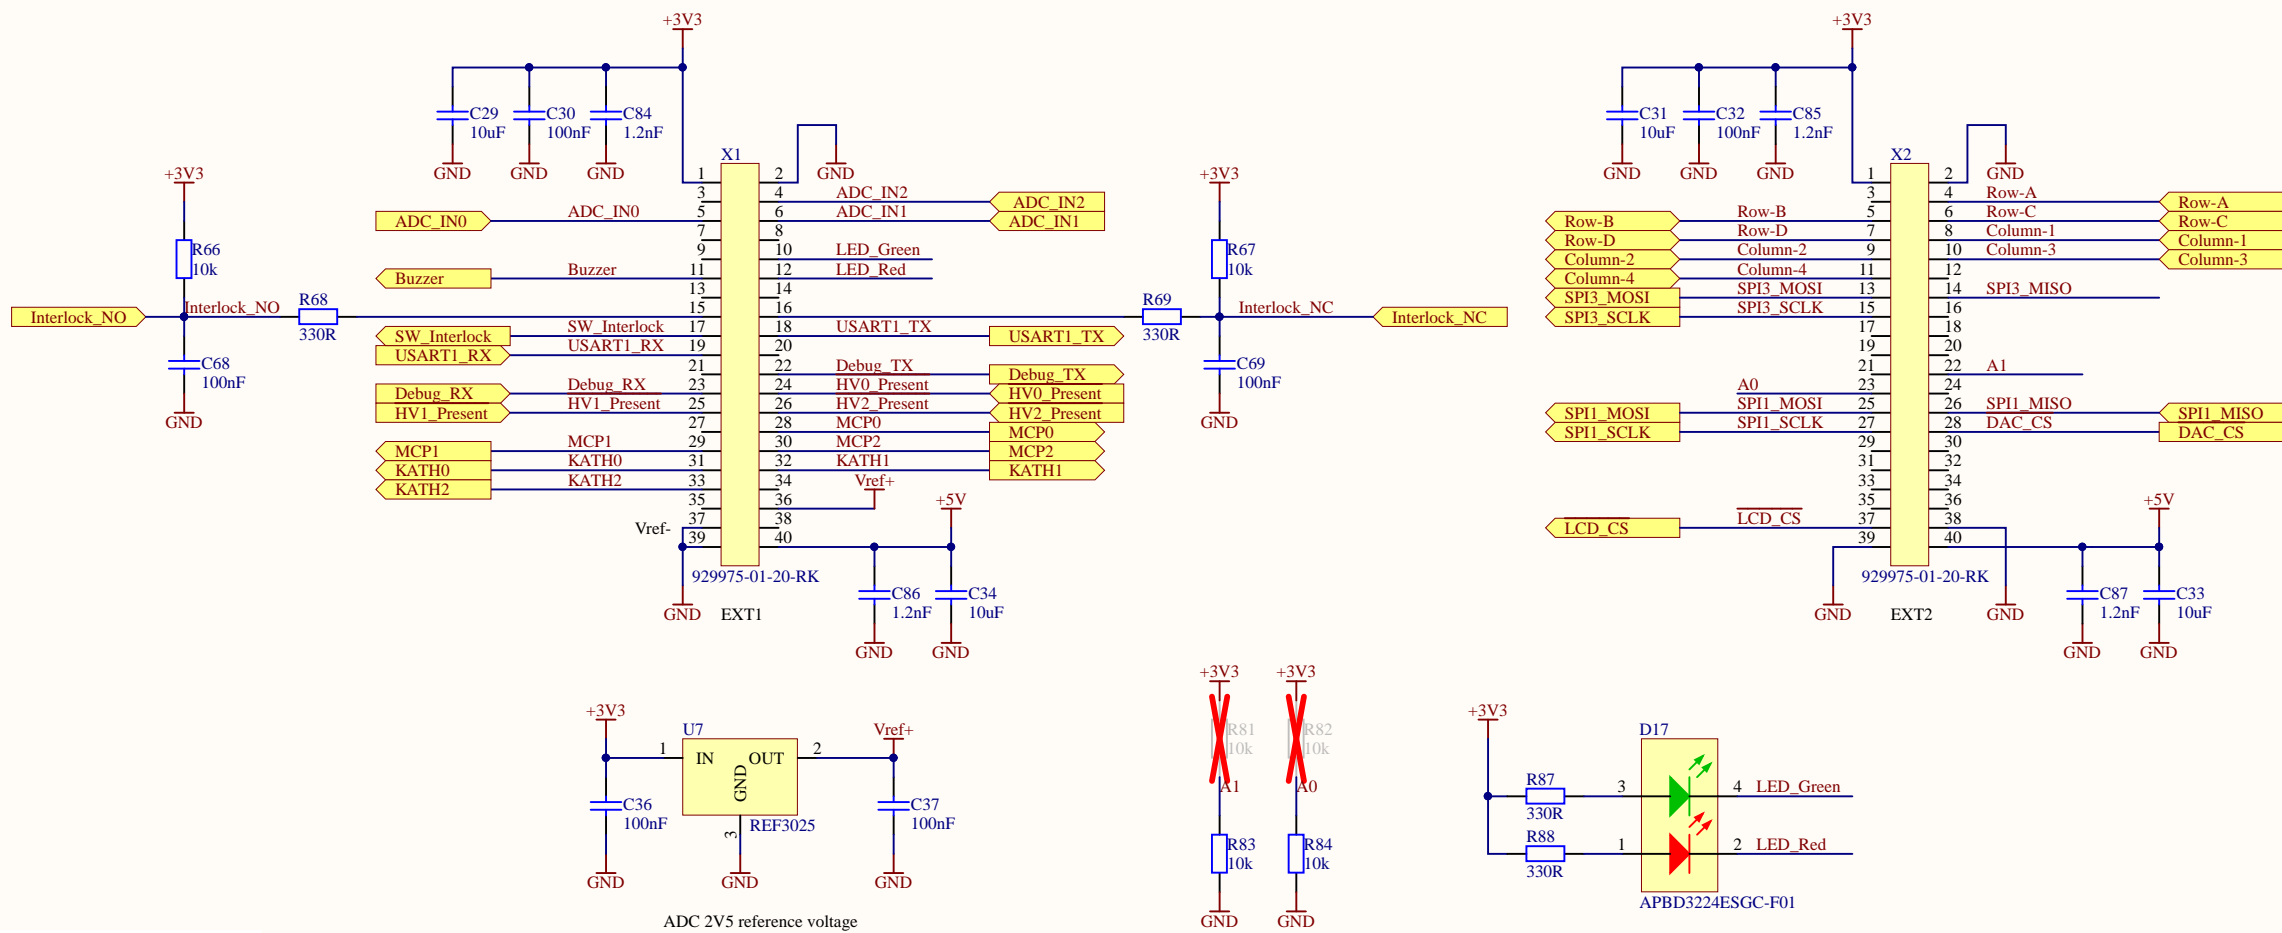 +3V3
+3V3
C29
10uF
C30
100nF
C84
1.2nF
GND
GND
GND
GND
C31
10uF
C32
100nF
C85
1.2nF
GND
GND
GND
GND
X1
1
3
5
7
9
11
13
15
17
19
21
23
25
27
29
31
33
35
37
39
2
4
6
8
10
12
14
16
18
20
22
24
26
28
30
32
34
36
38
40
929975-01-20-RK
EXT1
ADC_IN0
ADC_IN0
Buzzer
Buzzer
+3V3
R66
10k
Interlock_NO
Interlock_NO
R68
330R
C68
100nF
GND
SW_Interlock
SW_Interlock
USART1_RX
USART1_RX
Debug_RX
Debug_RX
HV1_Present
HV1_Present
MCP1
MCP1
KATH0
KATH0
KATH2
KATH2
Vref-
GND
ADC_IN2
ADC_IN2
ADC_IN1
ADC_IN1
LED_Green
LED_Red
USART1_TX
USART1_TX
Debug_TX
Debug_TX
HV0_Present
HV0_Present
HV2_Present
HV2_Present
MCP0
MCP0
MCP2
MCP2
KATH1
KATH1
Vref+
+5V
C86
1.2nF
C34
10uF
GND
GND
+3V3
R67
10k
R69
330R
Interlock_NC
Interlock_NC
C69
100nF
GND
X2
1
3
5
7
9
11
13
15
17
19
21
23
25
27
29
31
33
35
37
39
2
4
6
8
10
12
14
16
18
20
22
24
26
28
30
32
34
36
38
40
929975-01-20-RK
EXT2
Row-B
Row-B
Row-D
Row-D
Column-2
Column-2
Column-4
Column-4
SPI3_MOSI
SPI3_MOSI
SPI3_SCLK
SPI3_SCLK
A0
SPI1_MOSI
SPI1_MOSI
SPI1_SCLK
SPI1_SCLK
LCD_CS
LCD_CS
GND
Row-A
Row-A
Row-C
Row-C
Column-1
Column-1
Column-3
Column-3
SPI3_MISO
A1
SPI1_MISO
SPI1_MISO
DAC_CS
DAC_CS
+5V
GND
C87
1.2nF
C33
10uF
GND
GND
+3V3
U7
1
IN
OUT
GND
2
3
REF3025
Vref+
C36
100nF
C37
100nF
GND
GND
GND
ADC 2V5 reference voltage
+3V3
+3V3
R81
10k
R82
10k
A1
A0
R83
10k
R84
10k
GND
GND
+3V3
D17
R87
330R
3
4
LED_Green
R88
330R
1
2
LED_Red
APBD3224ESGC-F01